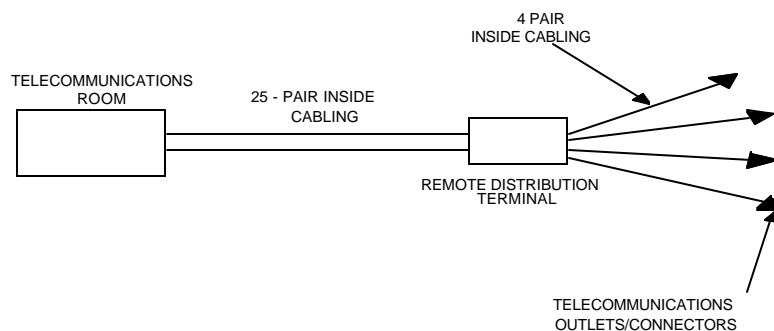 4 PAIR
INSIDE CABLING
TELECOMMUNICATIONS
ROOM
25 - PAIR INSIDE
CABLING
REMOTE DISTRIBUTION
TERMINAL
TELECOMMUNICATIONS
OUTLETS/CONNECTORS